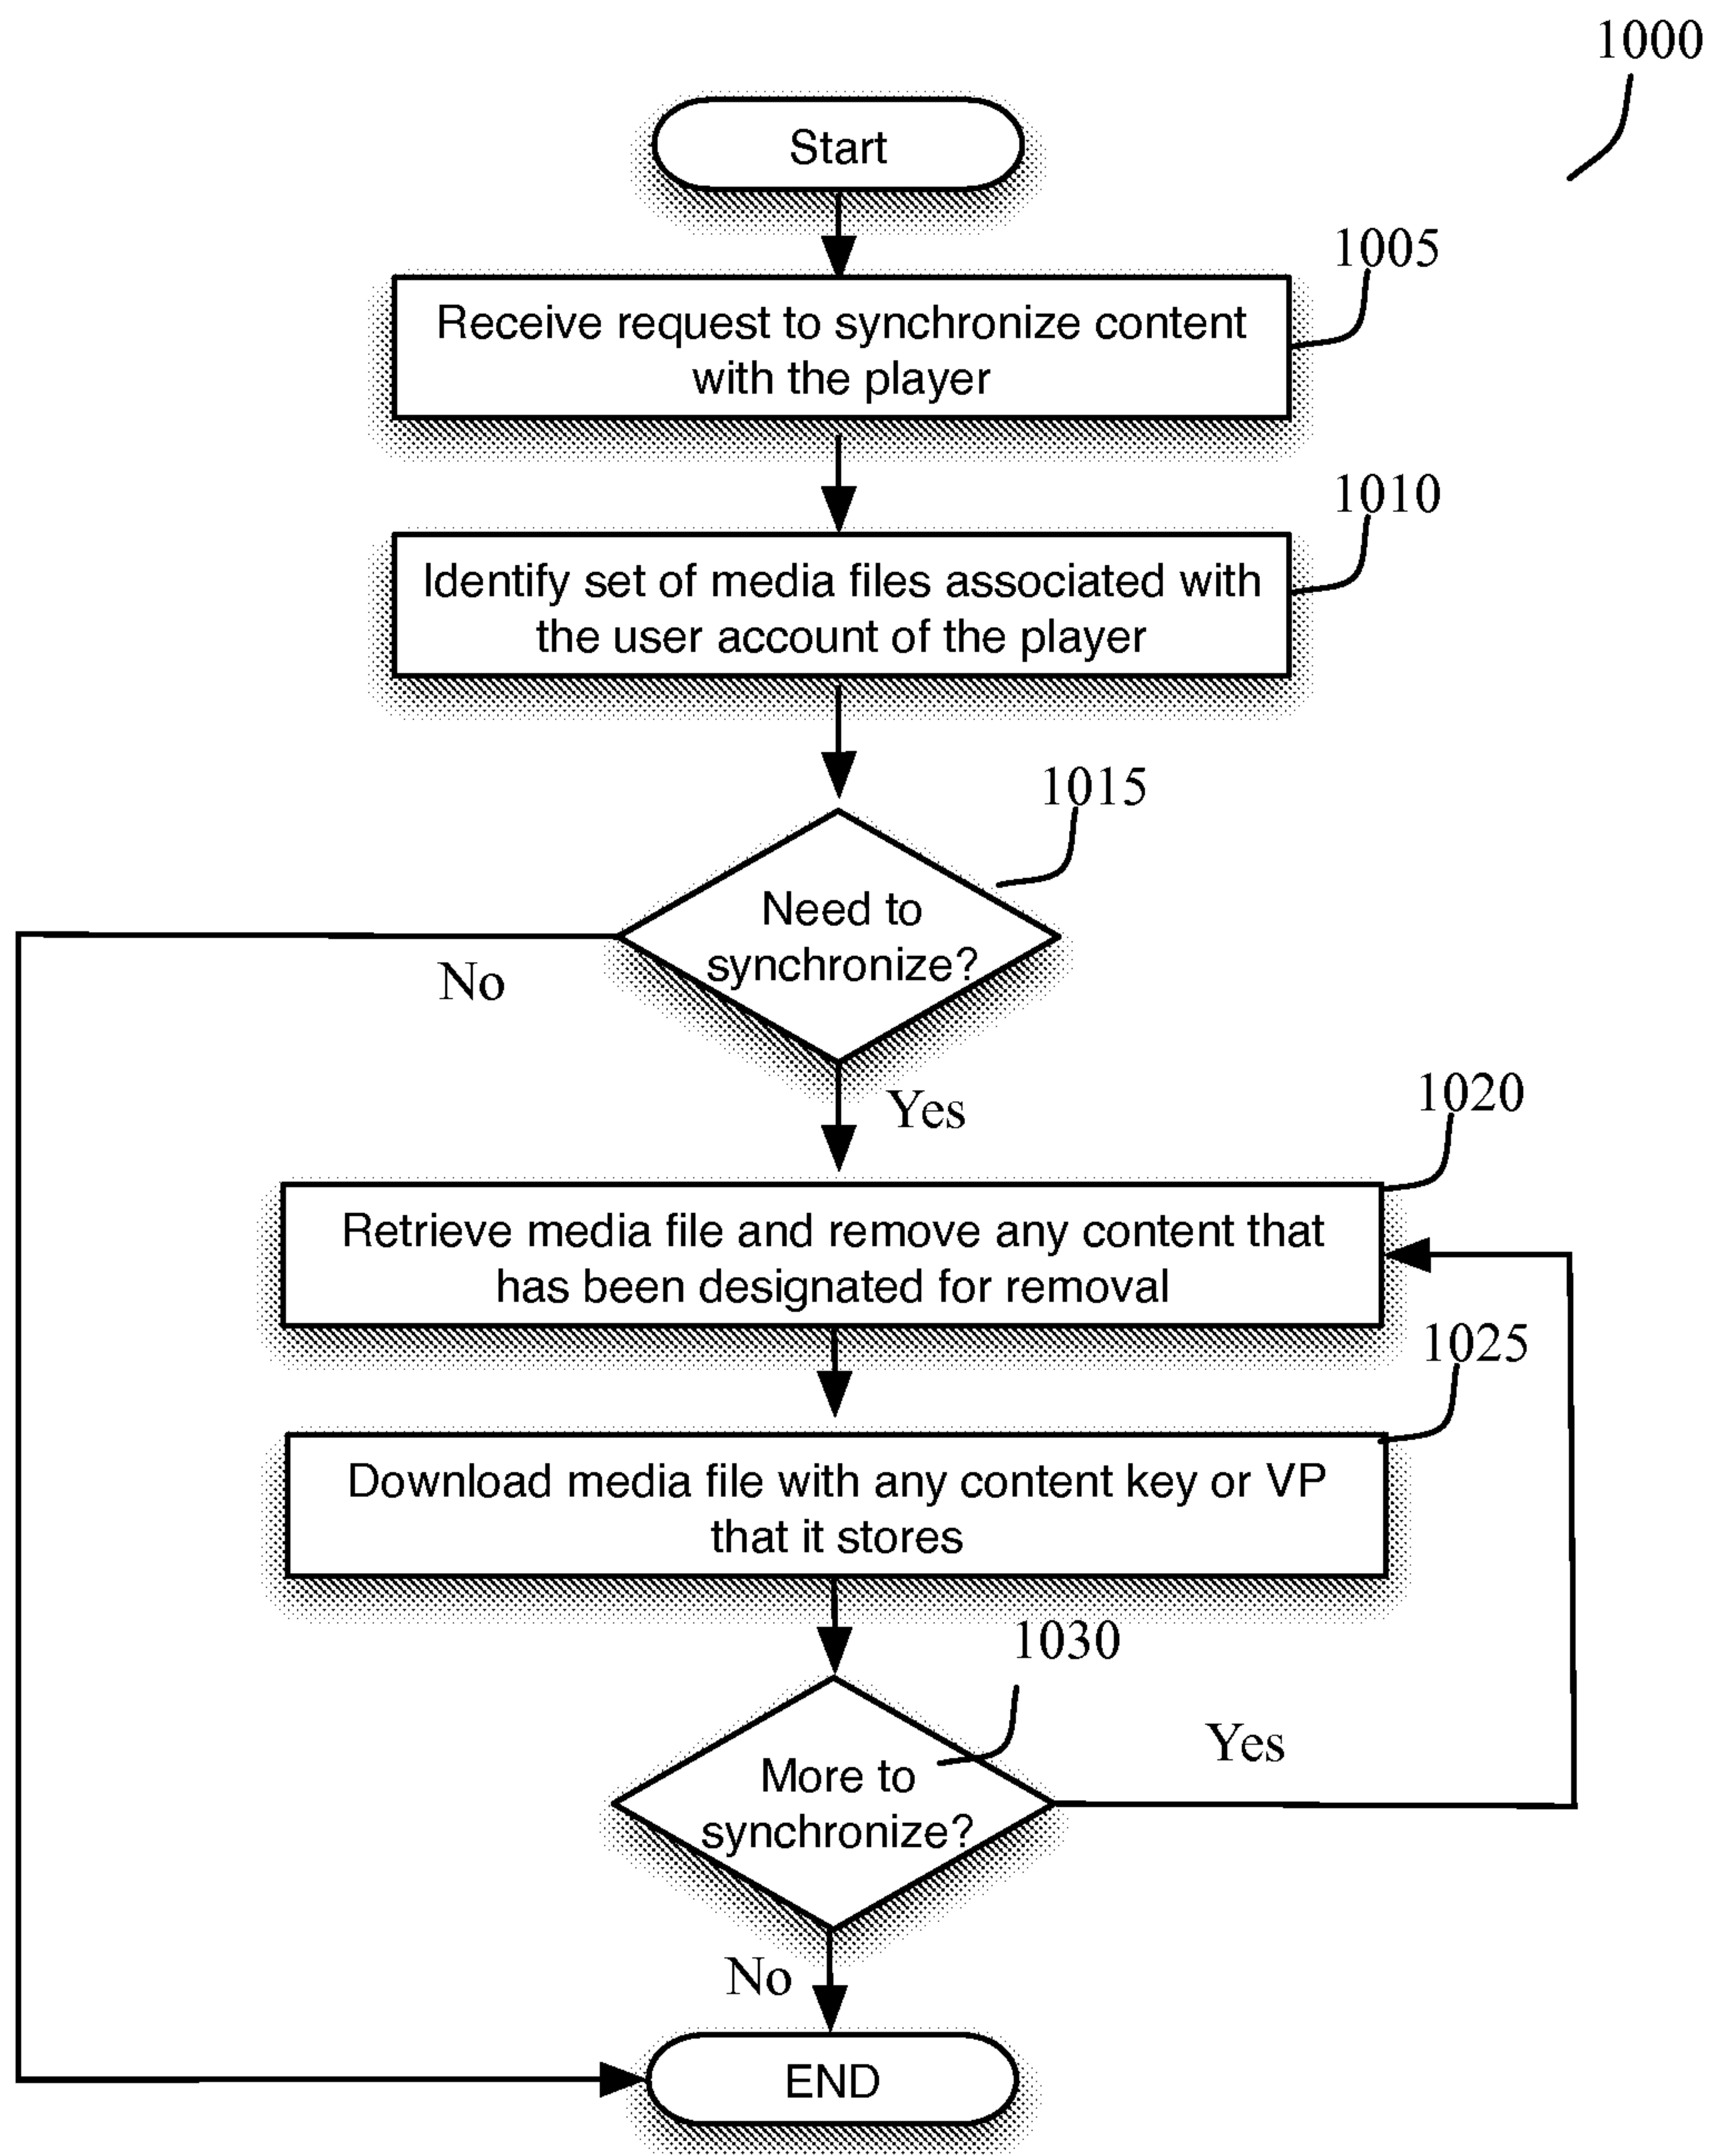 1000
Start
1005
Receive request to synchronize content
with the player
1010
Identify set of media files associated with
the user account of the player
1015
Need to
synchronize?
No
Yes
1020
Retrieve media file and remove any content that
has been designated for removal
1025
Download media file with any content key or VP
that it stores
1030
More to
synchronize?
Yes
No
END